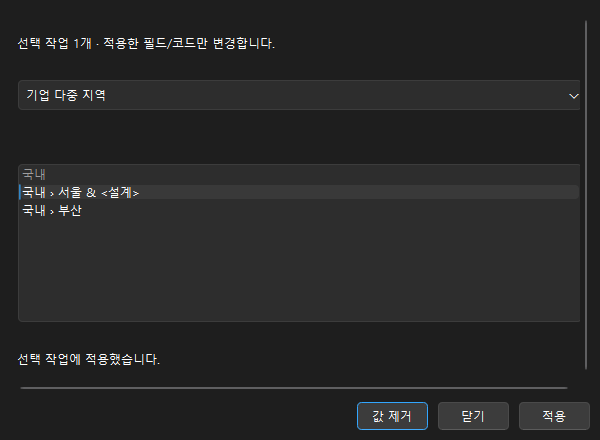 선택 작업 1개 · 적용한 필드/코드만 변경합니다.
기업 다중 지역
국내
국내 › 서울 & <설계>
국내 › 부산
선택 작업에 적용했습니다.
값 제거
닫기
적용